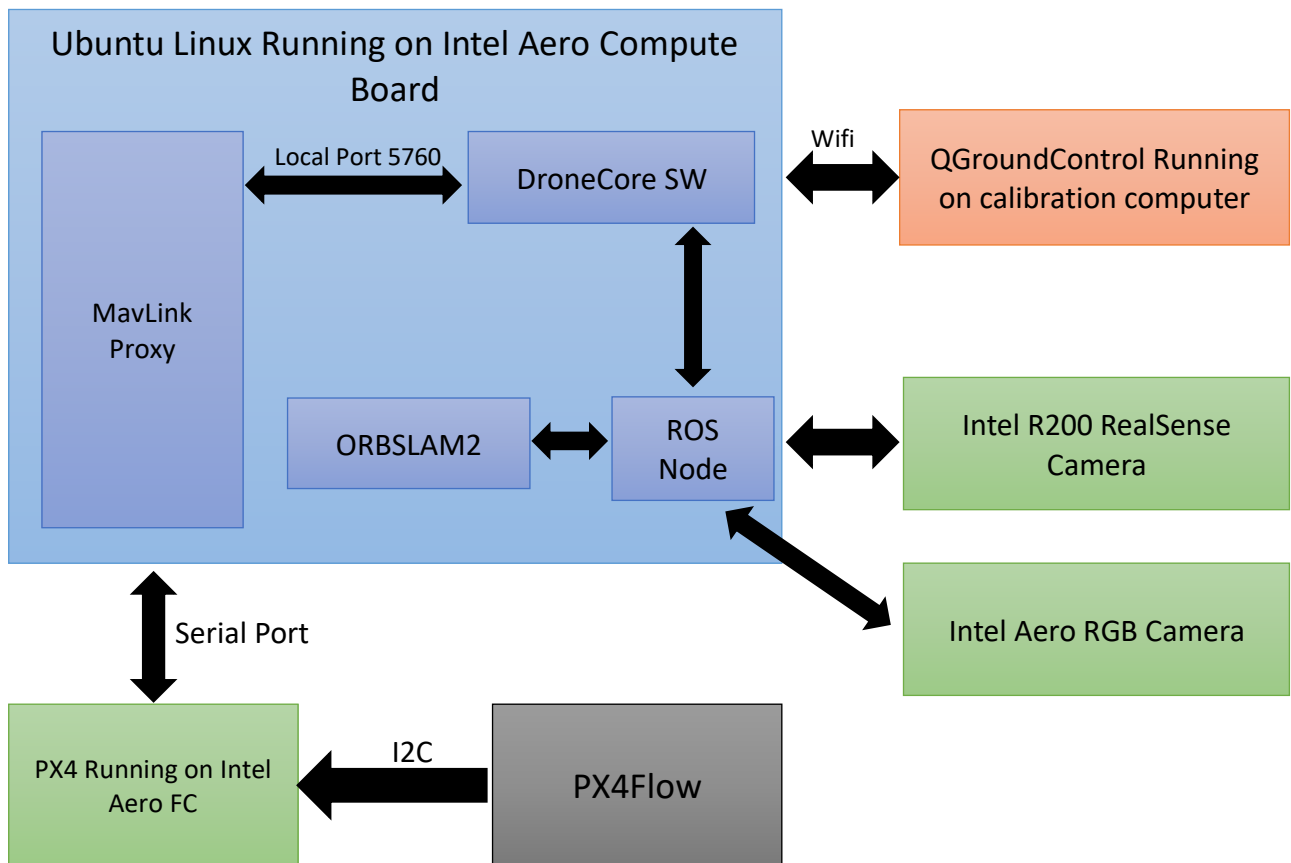 Ubuntu Linux Running on Intel Aero Compute
Board
MavLink
Proxy
Local Port 5760
DroneCore SW
Wifi
QGroundControl Running
on calibration computer
ORBSLAM2
ROS
Node
Intel R200 RealSense
Camera
Intel Aero RGB Camera
Serial Port
PX4 Running on Intel
Aero FC
I2C
PX4Flow